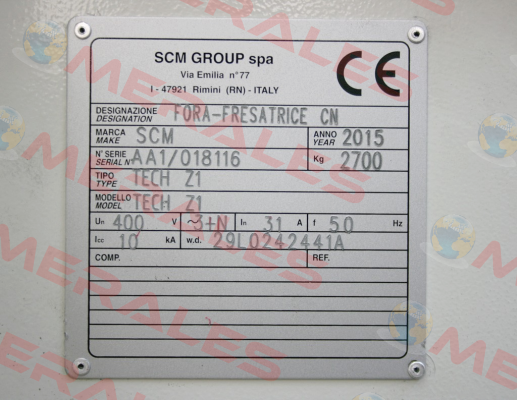 SCM GROUP spa
Via Emilia n°77
I - 47921 Rimini (RN) - ITALY
CE
DESIGNAZIONE FORA-FRESATRICE CN
DESIGNATION
MARCA SCM ANNO 2015
MAKE YEAR
N° SERIE AA1/018116 Kg 2700
SERIAL N°
TIPO TECH Z1
TYPE
MODELLO TECH Z1
MODEL
Un 400 V ~3+N In 31 A f 50 Hz
Icc 10 kA w.d. 29L0242441A
COMP. REF.
MERALES